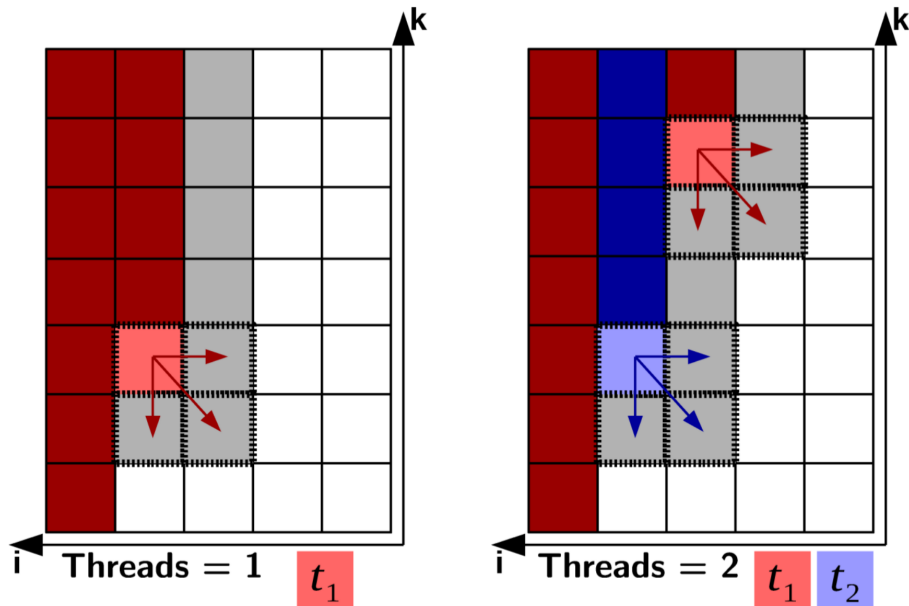 k
k
i Threads = 1 t₁
i Threads = 2 t₁ t₂